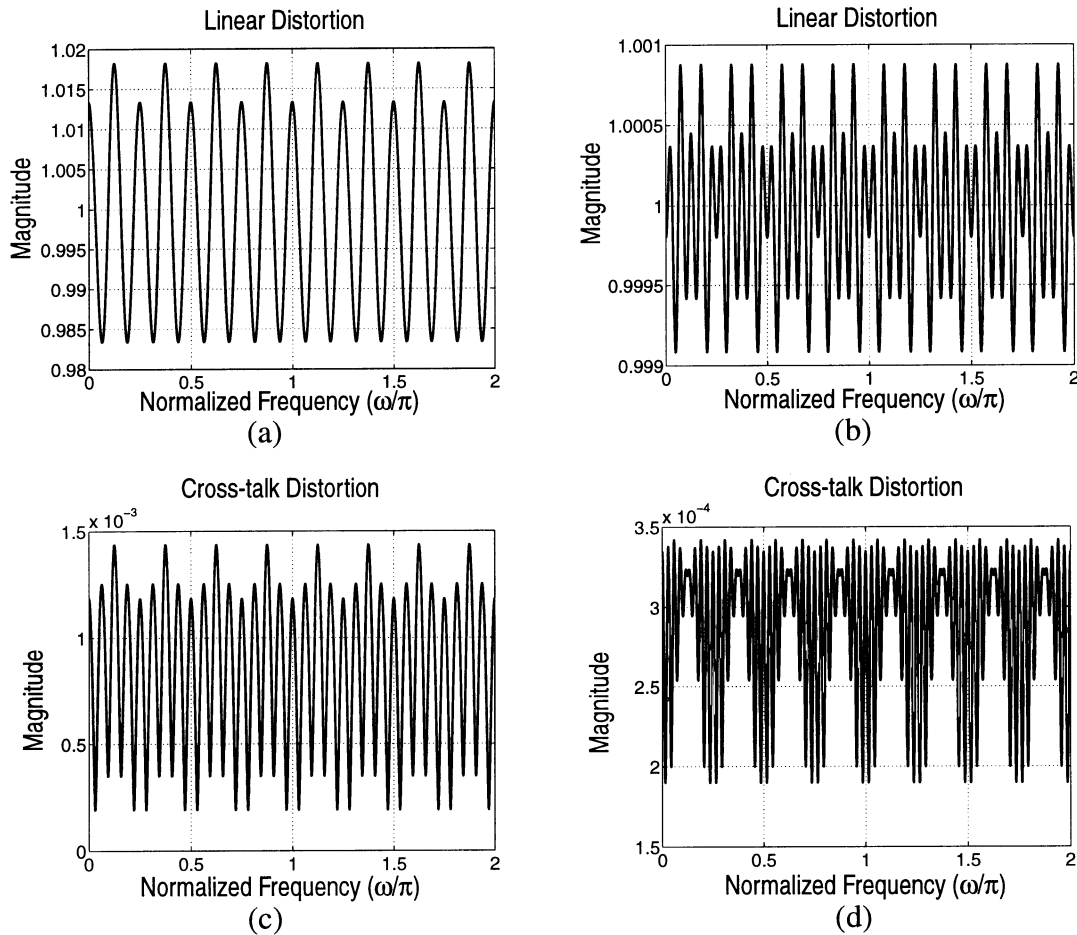 Linear Distortion
1.02
1.015
1.01
1.005
1
0.995
0.99
0.985
0.98
Magnitude
0 0.5 1 1.5 2
Normalized Frequency (ω/π)
(a)
Linear Distortion
1.001
1.0005
1
0.9995
0.999
Magnitude
0 0.5 1 1.5 2
Normalized Frequency (ω/π)
(b)
Cross-talk Distortion
x 10⁻³
1.5
1
0.5
0
Magnitude
0 0.5 1 1.5 2
Normalized Frequency (ω/π)
(c)
Cross-talk Distortion
x 10⁻⁴
3.5
3
2.5
2
1.5
Magnitude
0 0.5 1 1.5 2
Normalized Frequency (ω/π)
(d)